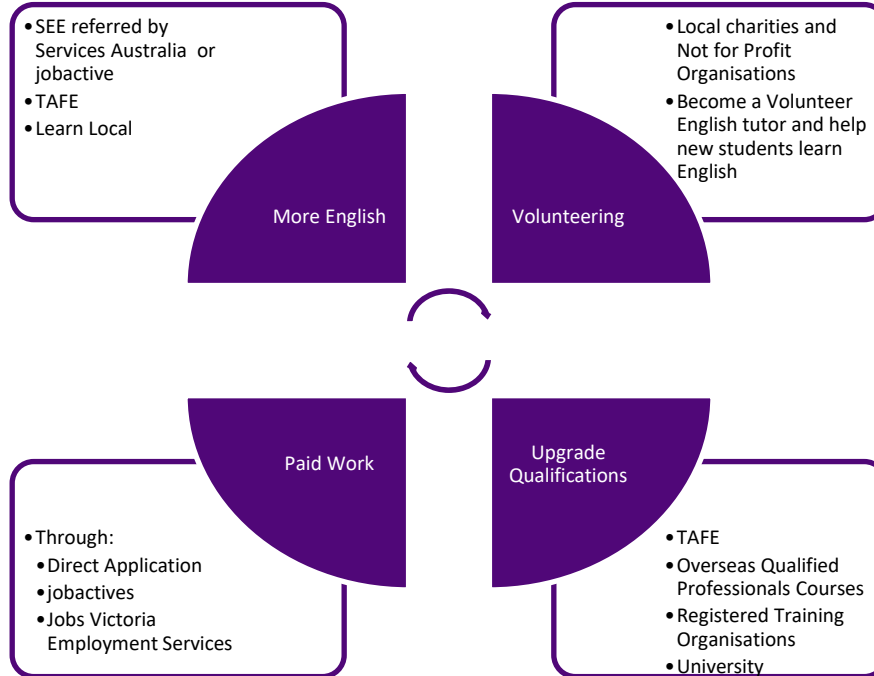 •SEE referred by
Services Australia or
jobactive
•TAFE
•Learn Local
•Local charities and
Not for Profit
Organisations
•Become a Volunteer
English tutor and help
new students learn
English
More English
Volunteering
Paid Work
Upgrade
Qualifications
•Through:
•Direct Application
•jobactives
•Jobs Victoria
Employment Services
•TAFE
•Overseas Qualified
Professionals Courses
•Registered Training
Organisations
•University